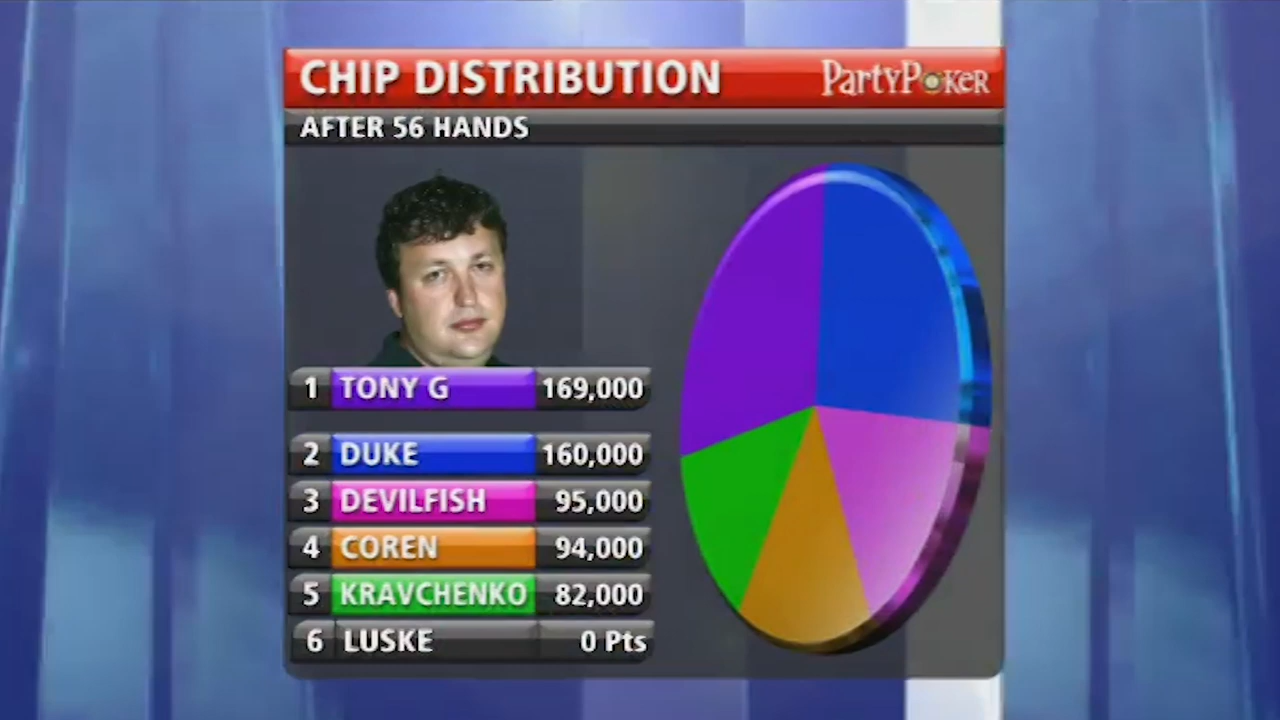 CHIP DISTRIBUTION PartyPoker
AFTER 56 HANDS
1 TONY G 169,000
2 DUKE 160,000
3 DEVILFISH 95,000
4 COREN 94,000
5 KRAVCHENKO 82,000
6 LUSKE 0 Pts